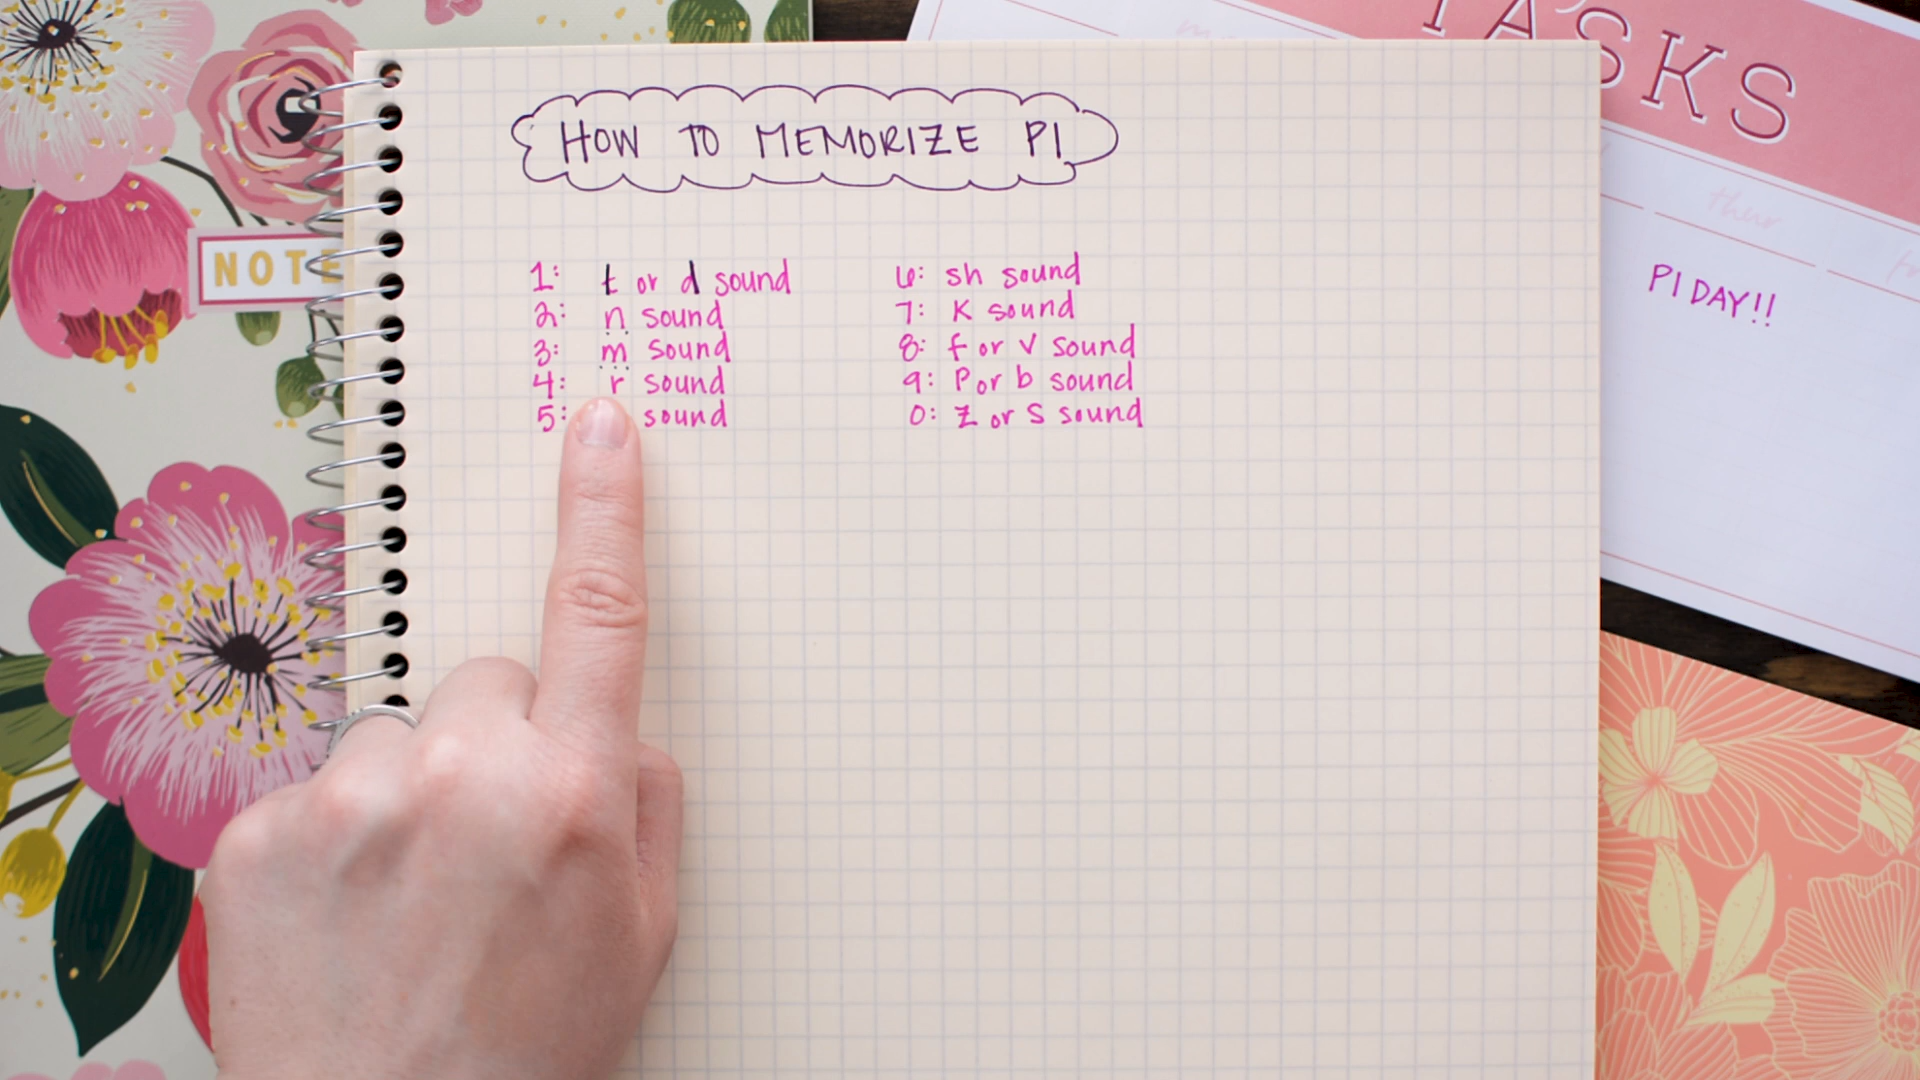 TASKS
HOW TO MEMORIZE PI
NOTE
thur
PI DAY!!
1: t or d sound
2: n sound
3: m sound
4: r sound
5: sound
6: sh sound
7: K sound
8: f or v sound
9: P or b sound
0: Z or S sound